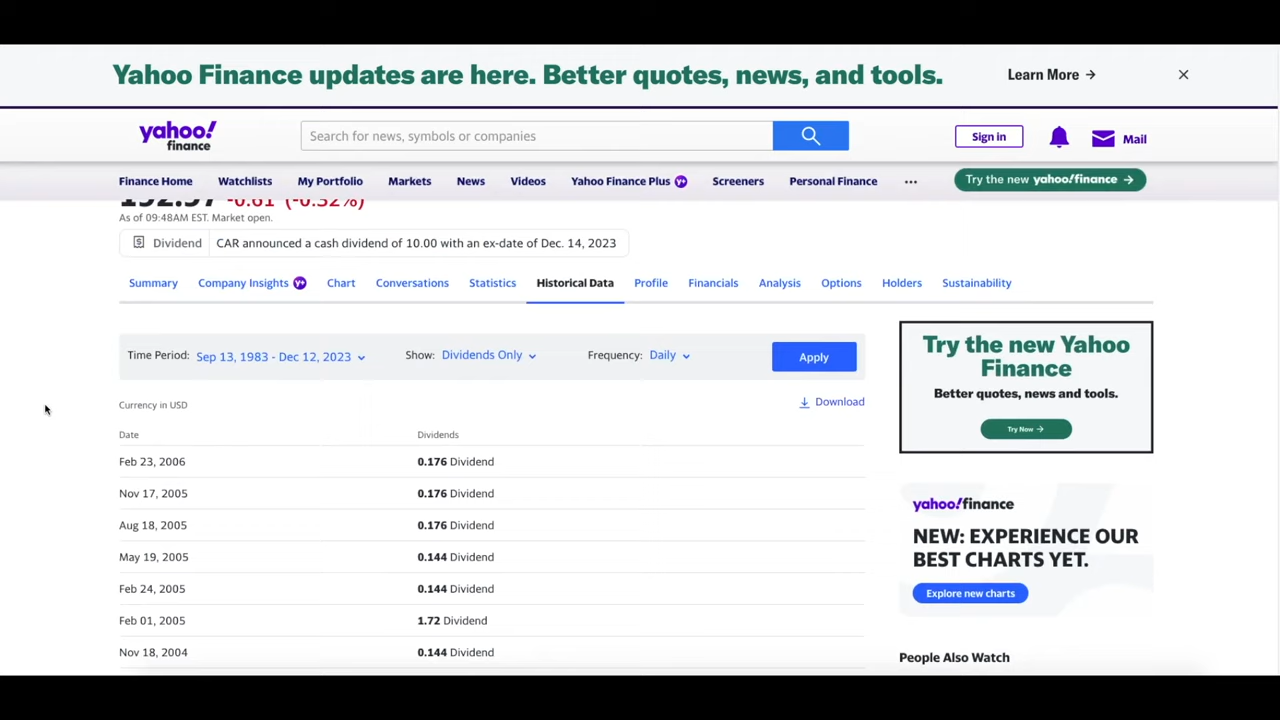 Yahoo Finance updates are here. Better quotes, news, and tools.
Learn More →
yahoo!
finance
Search for news, symbols or companies
Sign in
Mail
Finance Home
Watchlists
My Portfolio
Markets
News
Videos
Yahoo Finance Plus Y+
Screeners
Personal Finance
...
Try the new yahoo!finance →
192.57 -0.61 (-0.32%)
As of 09:48AM EST. Market open.
Dividend
CAR announced a cash dividend of 10.00 with an ex-date of Dec. 14, 2023
Summary
Company Insights Y+
Chart
Conversations
Statistics
Historical Data
Profile
Financials
Analysis
Options
Holders
Sustainability
Time Period: Sep 13, 1983 - Dec 12, 2023
Show: Dividends Only
Frequency: Daily
Apply
Currency in USD
Download
Date Dividends
Feb 23, 2006 0.176 Dividend
Nov 17, 2005 0.176 Dividend
Aug 18, 2005 0.176 Dividend
May 19, 2005 0.144 Dividend
Feb 24, 2005 0.144 Dividend
Feb 01, 2005 1.72 Dividend
Nov 18, 2004 0.144 Dividend
Try the new Yahoo
Finance
Better quotes, news and tools.
Try Now →
yahoo!finance
NEW: EXPERIENCE OUR
BEST CHARTS YET.
Explore new charts
People Also Watch